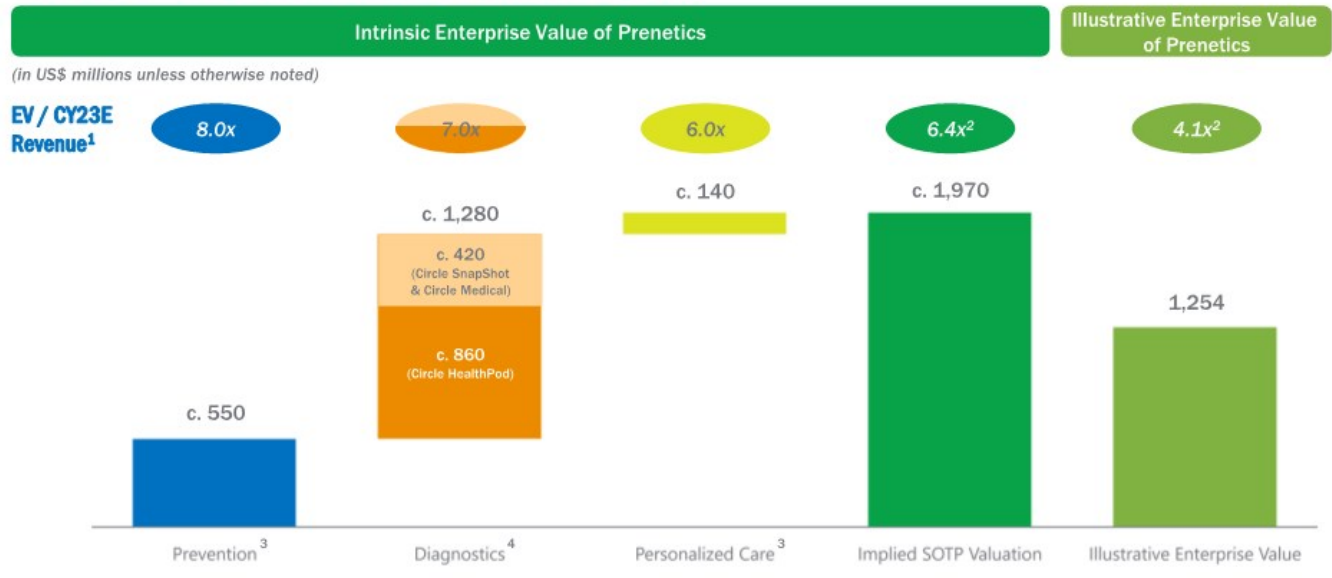 Intrinsic Enterprise Value of Prenetics
Illustrative Enterprise Value
of Prenetics
(in US$ millions unless otherwise noted)
EV / CY23E
Revenue¹
8.0x
7.0x
6.0x
6.4x²
4.1x²
c. 550
c. 1,280
c. 420
(Circle SnapShot
& Circle Medical)
c. 860
(Circle HealthPod)
c. 140
c. 1,970
1,254
Prevention ³
Diagnostics ⁴
Personalized Care ³
Implied SOTP Valuation
Illustrative Enterprise Value